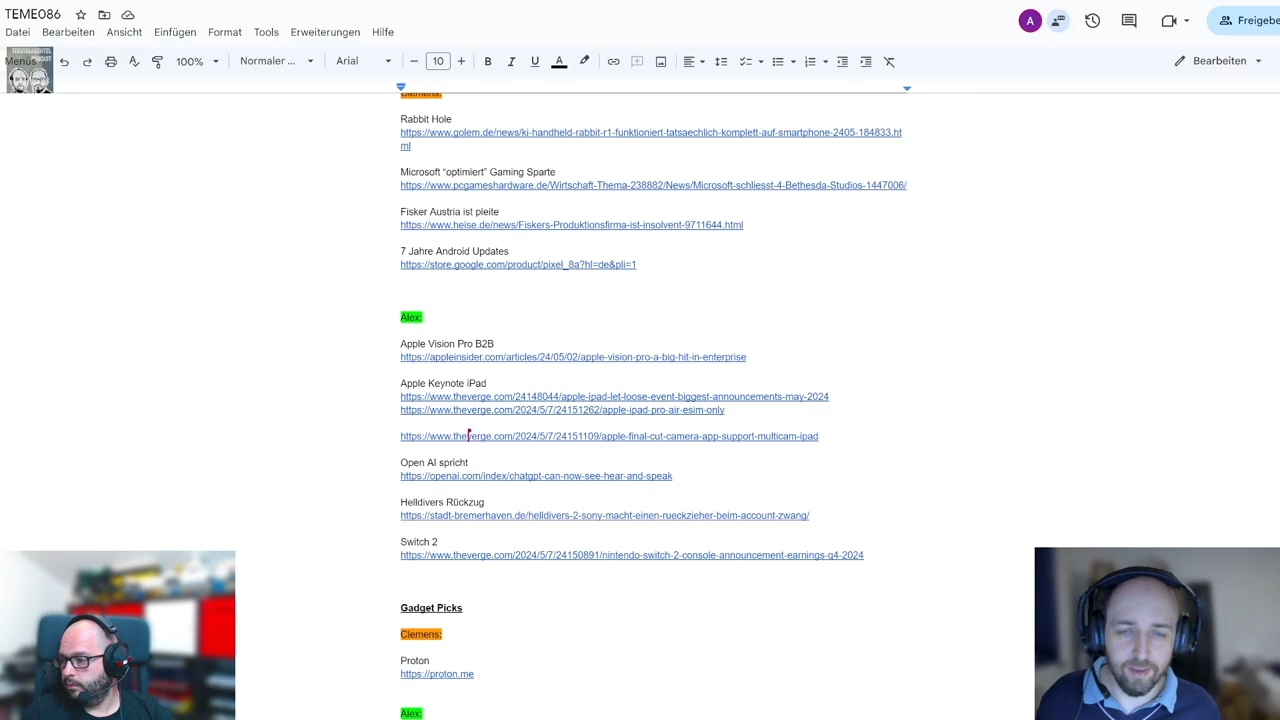 TEME086
Datei Bearbeiten Ansicht Einfügen Format Tools Erweiterungen Hilfe
A
Freigebe
Menüs
100% Normaler ... Arial 10 Bearbeiten
Clemens:
Rabbit Hole
https://www.golem.de/news/ki-handheld-rabbit-r1-funktioniert-tatsaechlich-komplett-auf-smartphone-2405-184833.ht
ml
Microsoft “optimiert” Gaming Sparte
https://www.pcgameshardware.de/Wirtschaft-Thema-238882/News/Microsoft-schliesst-4-Bethesda-Studios-1447006/
Fisker Austria ist pleite
https://www.heise.de/news/Fiskers-Produktionsfirma-ist-insolvent-9711644.html
7 Jahre Android Updates
https://store.google.com/product/pixel_8a?hl=de&pli=1
Alex:
Apple Vision Pro B2B
https://appleinsider.com/articles/24/05/02/apple-vision-pro-a-big-hit-in-enterprise
Apple Keynote iPad
https://www.theverge.com/24148044/apple-ipad-let-loose-event-biggest-announcements-may-2024
https://www.theverge.com/2024/5/7/24151262/apple-ipad-pro-air-esim-only
https://www.theverge.com/2024/5/7/24151109/apple-final-cut-camera-app-support-multicam-ipad
Open AI spricht
https://openai.com/index/chatgpt-can-now-see-hear-and-speak
Helldivers Rückzug
https://stadt-bremerhaven.de/helldivers-2-sony-macht-einen-rueckzieher-beim-account-zwang/
Switch 2
https://www.theverge.com/2024/5/7/24150891/nintendo-switch-2-console-announcement-earnings-q4-2024
Gadget Picks
Clemens:
Proton
https://proton.me
Alex: